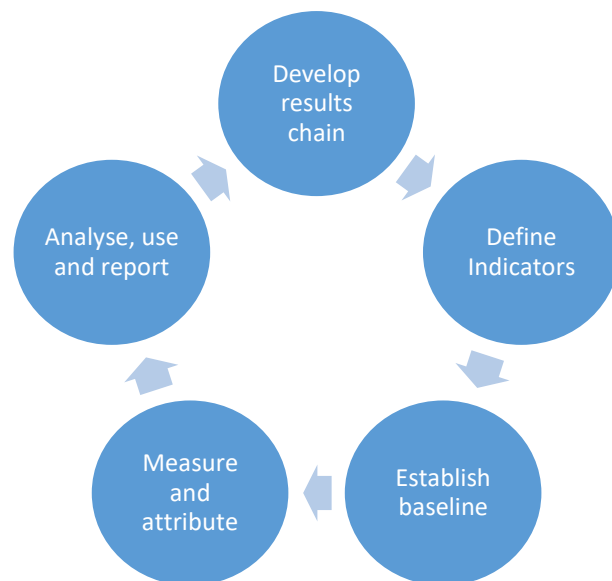 Develop
results
chain
Define
Indicators
Establish
baseline
Measure
and
attribute
Analyse, use
and report